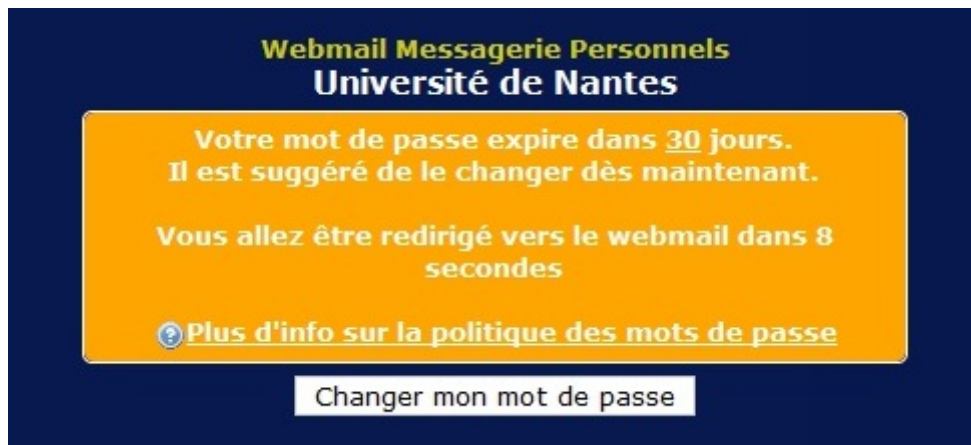 Webmail Messagerie Personnels
Université de Nantes
Votre mot de passe expire dans 30 jours.
Il est suggéré de le changer dès maintenant.
Vous allez être redirigé vers le webmail dans 8
secondes
Plus d'info sur la politique des mots de passe
Changer mon mot de passe